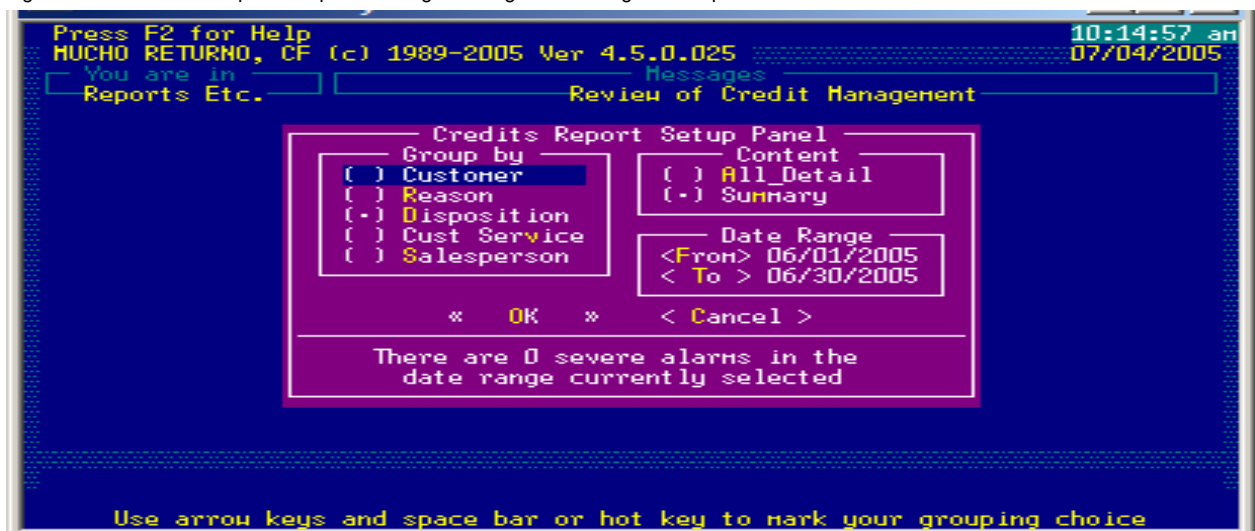 Press F2 for Help 10:14:57 am
MUCHO RETURNO, CF (c) 1989-2005 Ver 4.5.0.025 07/04/2005
You are in Messages
Reports Etc. Review of Credit Management
Credits Report Setup Panel
Group by Content
( ) Customer ( ) All_Detail
( ) Reason (•) Summary
(•) Disposition
( ) Cust Service Date Range
( ) Salesperson <From> 06/01/2005
< To > 06/30/2005
« OK » < Cancel >
There are 0 severe alarms in the
date range currently selected
Use arrow keys and space bar or hot key to mark your grouping choice